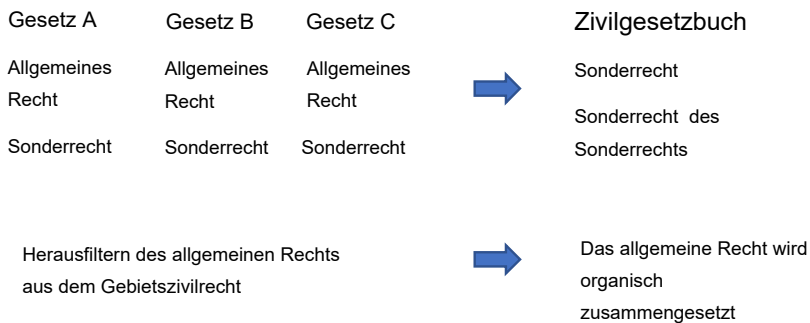 Gesetz A
Allgemeines
Recht
Sonderrecht
Gesetz B
Allgemeines
Recht
Sonderrecht
Gesetz C
Allgemeines
Recht
Sonderrecht
Zivilgesetzbuch
Sonderrecht
Sonderrecht des
Sonderrechts
Herausfiltern des allgemeinen Rechts
aus dem Gebietszivilrecht
Das allgemeine Recht wird
organisch
zusammengesetzt